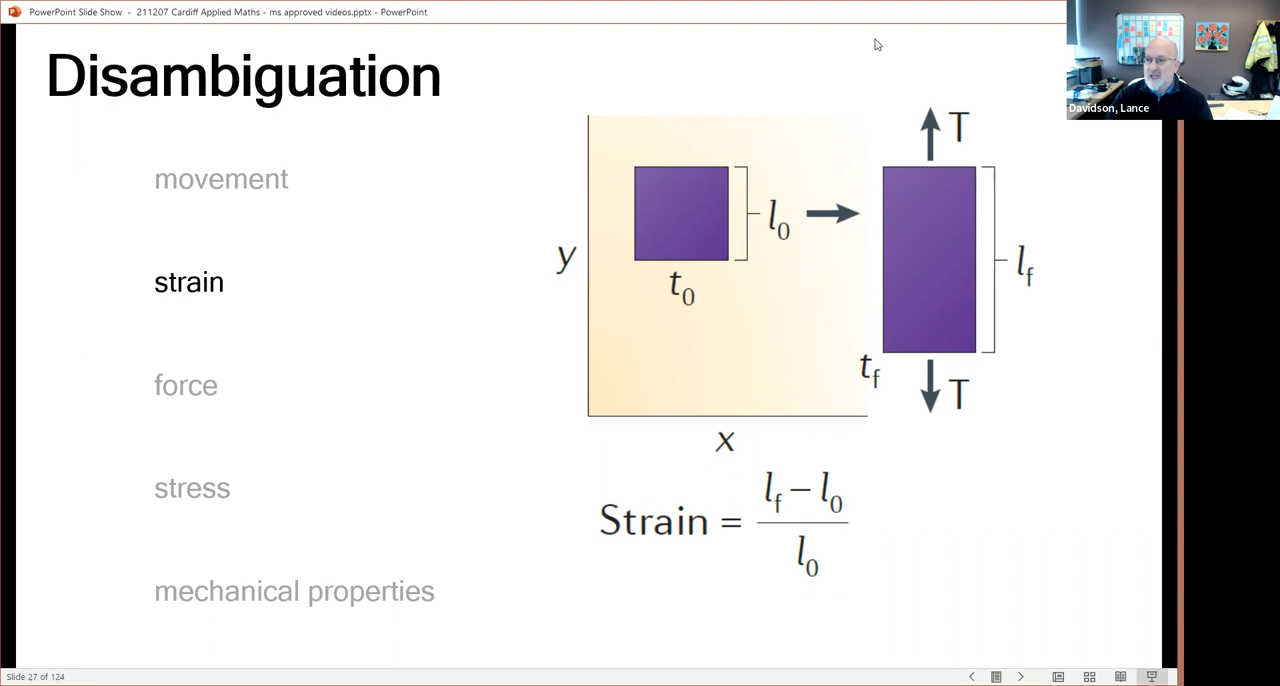 PowerPoint Slide Show - 211207 Cardiff Applied Maths - ms approved videos.pptx - PowerPoint
Davidson, Lance
Disambiguation
movement
strain
force
stress
mechanical properties
T
l0
y
t0
lf
tf
T
x
Strain = (lf − l0) / l0
Slide 27 of 124